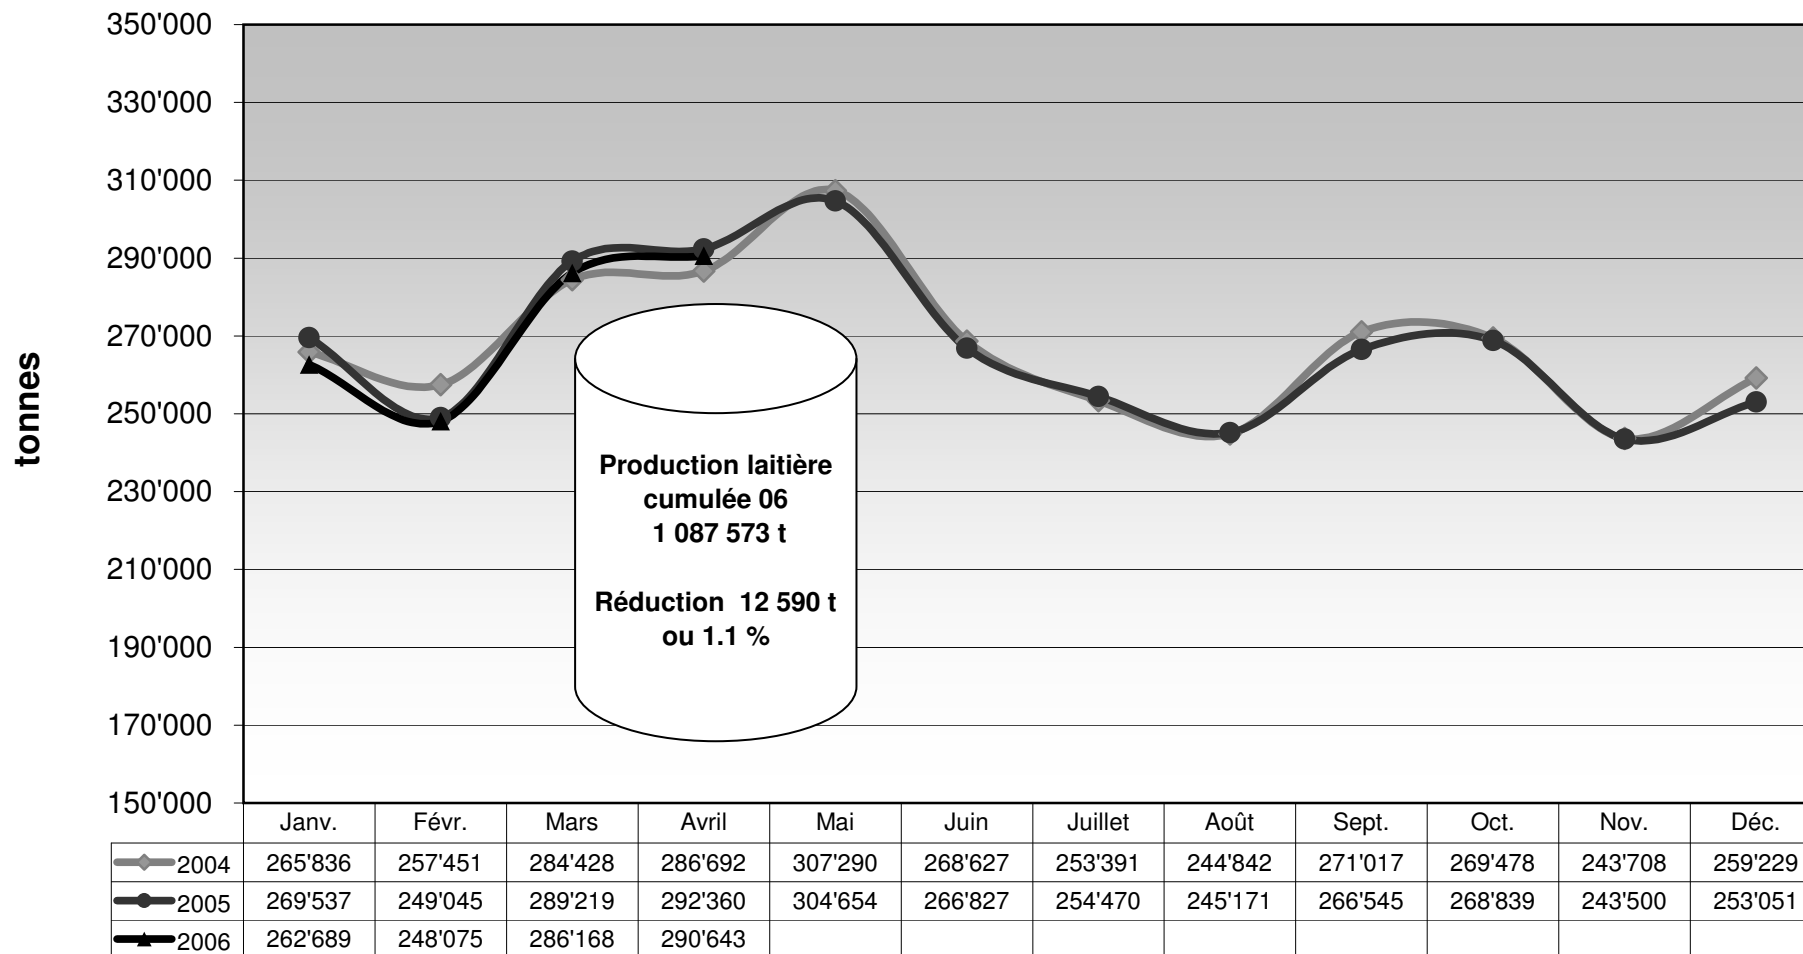 350'000
330'000
310'000
290'000
270'000
250'000
230'000
210'000
190'000
170'000
150'000
tonnes
Production laitière
cumulée 06
1 087 573 t
Réduction 12 590 t
ou 1.1 %
Janv. Févr. Mars Avril Mai Juin Juillet Août Sept. Oct. Nov. Déc.
2004 265'836 257'451 284'428 286'692 307'290 268'627 253'391 244'842 271'017 269'478 243'708 259'229
2005 269'537 249'045 289'219 292'360 304'654 266'827 254'470 245'171 266'545 268'839 243'500 253'051
2006 262'689 248'075 286'168 290'643